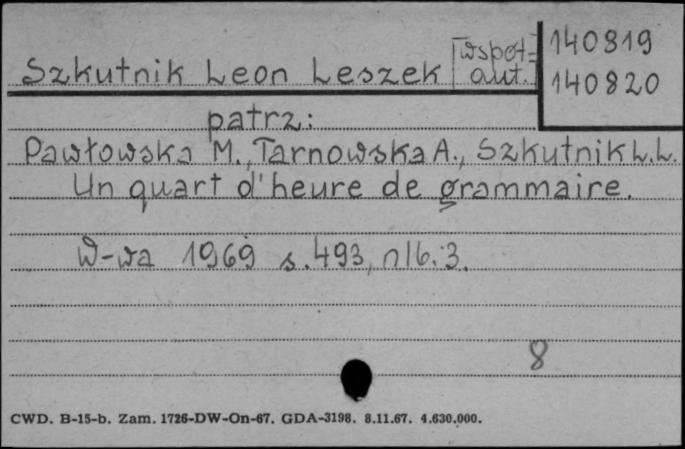 Szkutnik Leon Leszek [współ=
aut.
140819
140820
patrz:
Pawłowska M., Tarnowska A., Szkutnik L.L.
Un quart d'heure de grammaire.
W-wa 1969 s. 493, nlb. 3.
8
CWD. B-15-b. Zam. 1726-DW-On-67. GDA-3198. 8.11.67. 4.630.000.